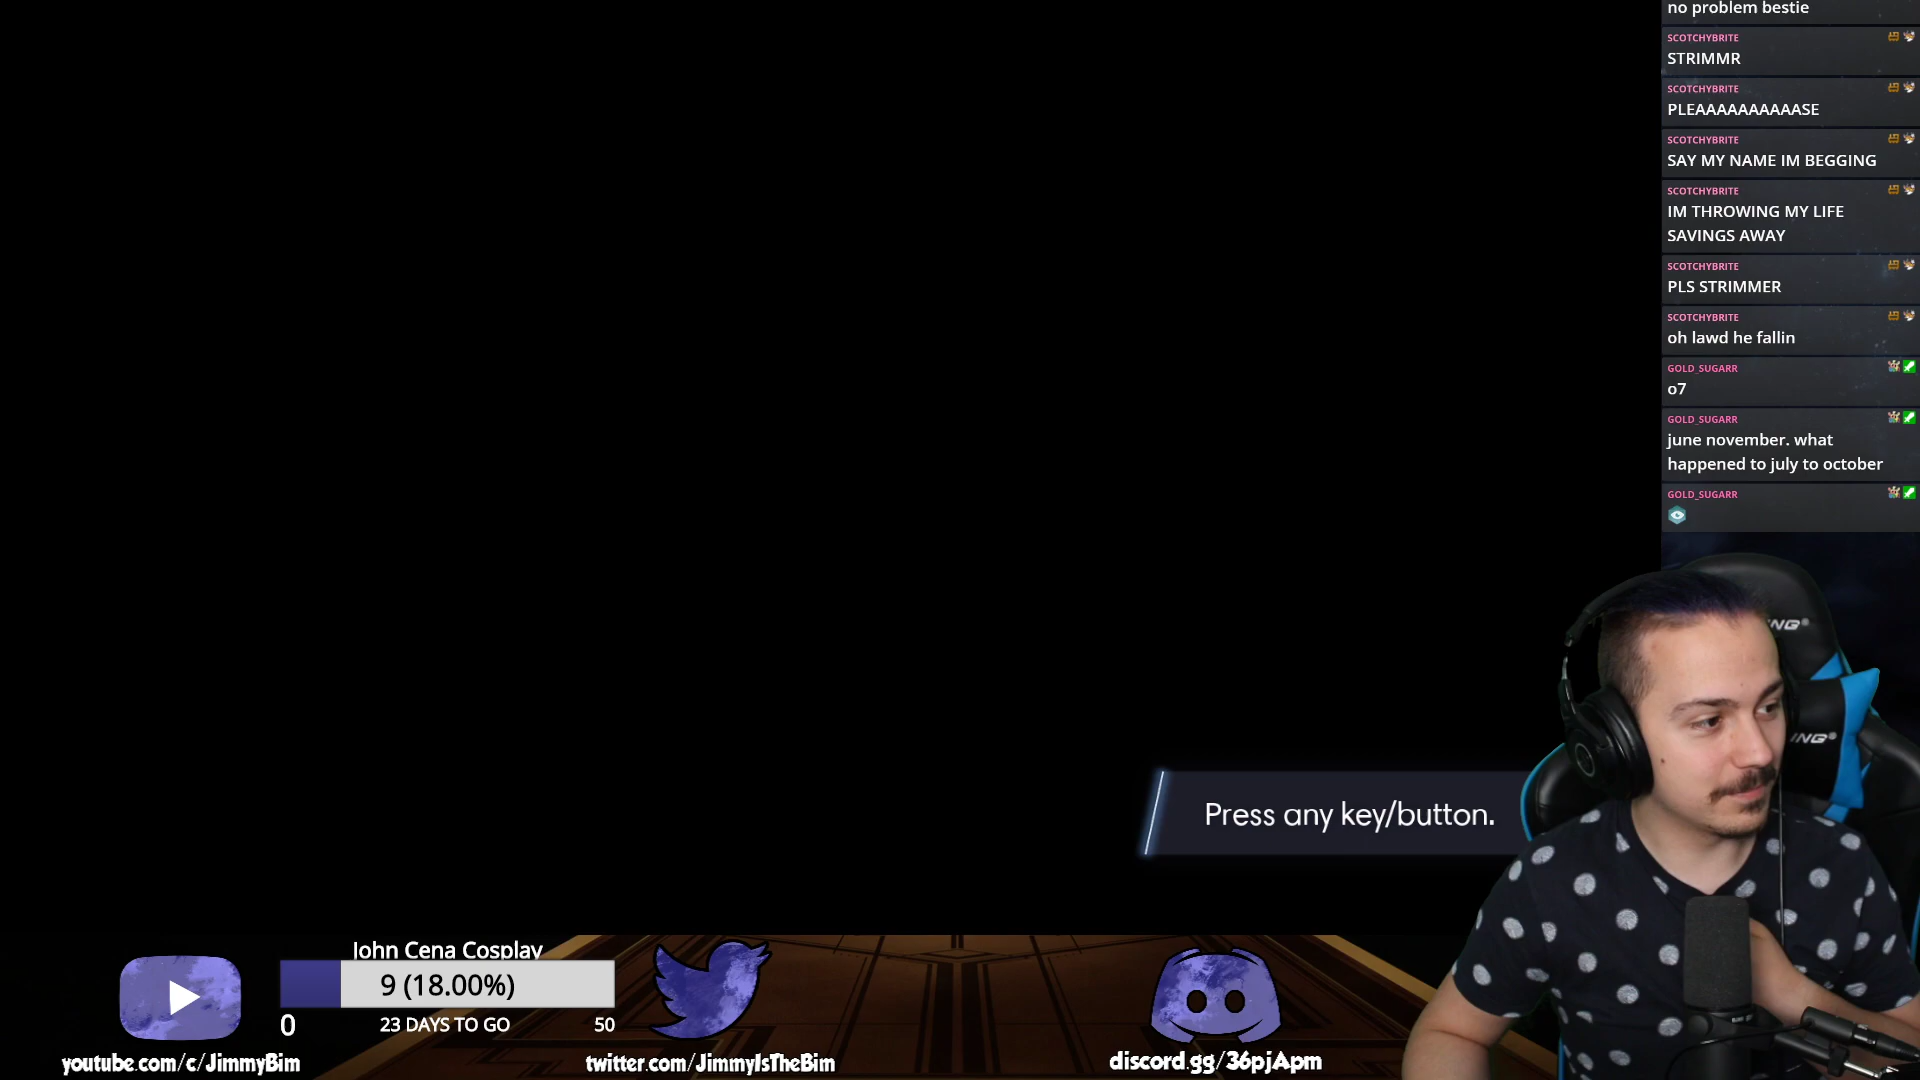 no problem bestie
SCOTCHYBRITE
STRIMMR
SCOTCHYBRITE
PLEAAAAAAAAAASE
SCOTCHYBRITE
SAY MY NAME IM BEGGING
SCOTCHYBRITE
IM THROWING MY LIFE
SAVINGS AWAY
SCOTCHYBRITE
PLS STRIMMER
SCOTCHYBRITE
oh lawd he fallin
GOLD_SUGARR
o7
GOLD_SUGARR
june november. what
happened to july to october
GOLD_SUGARR
Press any key/button.
John Cena Cosplay
9 (18.00%)
0
23 DAYS TO GO
50
youtube.com/c/JimmyBim
twitter.com/JimmyIsTheBim
discord.gg/36pjApm